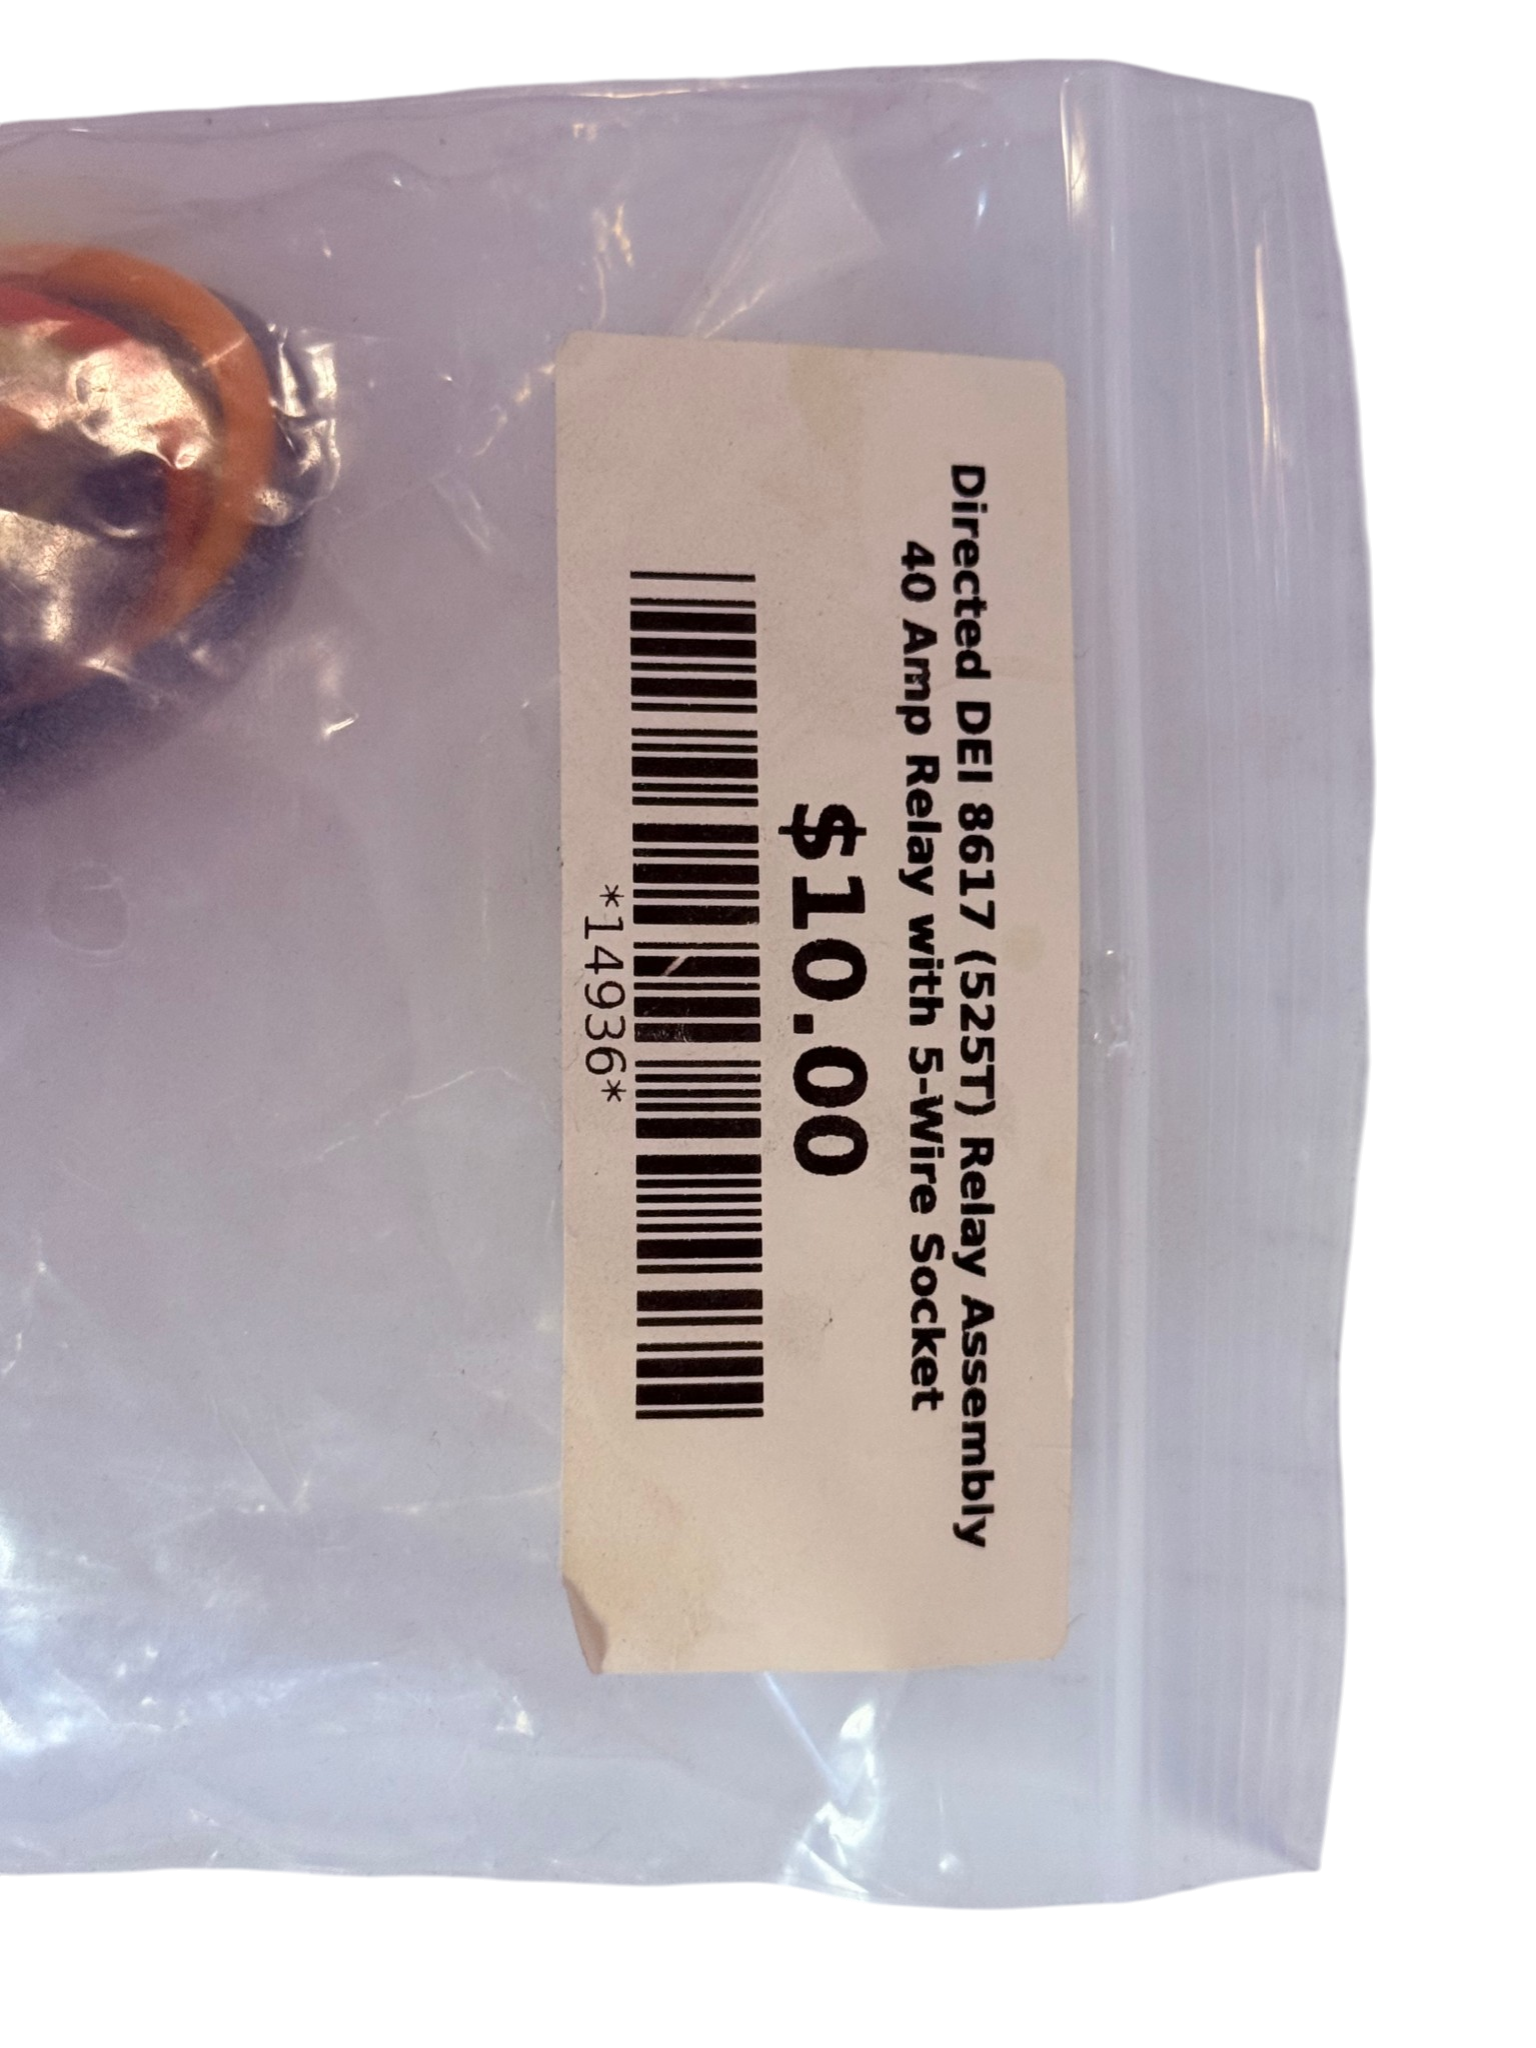 Directed DEI 8617 (525T) Relay Assembly
40 Amp Relay with 5-Wire Socket
$10.00
*14936*